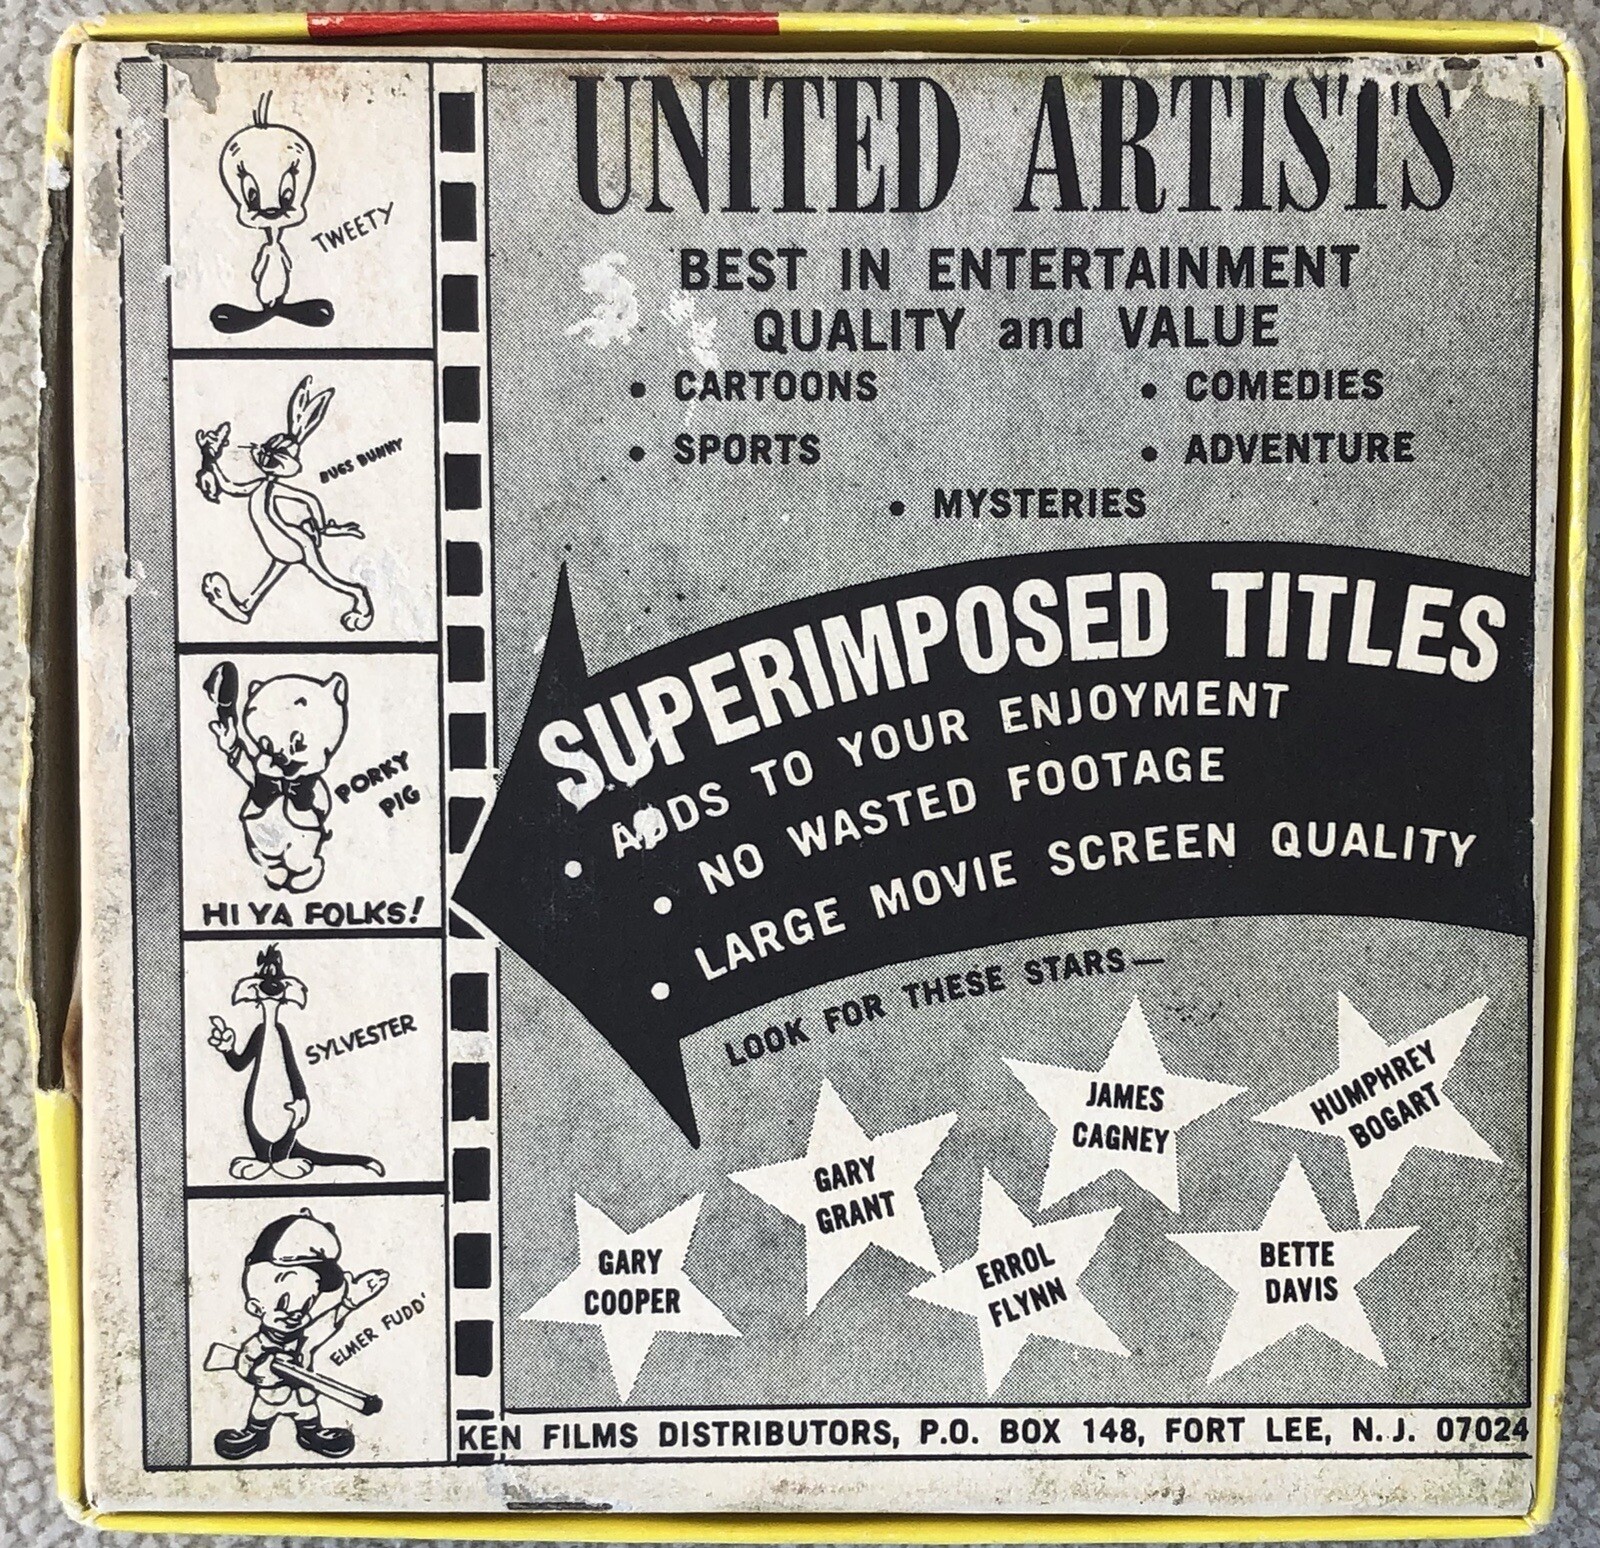 UNITED ARTISTS
BEST IN ENTERTAINMENT
QUALITY and VALUE
• CARTOONS
• COMEDIES
• SPORTS
• ADVENTURE
• MYSTERIES
SUPERIMPOSED TITLES
• ADDS TO YOUR ENJOYMENT
• NO WASTED FOOTAGE
• LARGE MOVIE SCREEN QUALITY
LOOK FOR THESE STARS—
GARY
COOPER
GARY
GRANT
ERROL
FLYNN
JAMES
CAGNEY
BETTE
DAVIS
HUMPHREY
BOGART
TWEETY
BUGS BUNNY
PORKY
PIG
HI YA FOLKS!
SYLVESTER
ELMER FUDD'
KEN FILMS DISTRIBUTORS, P.O. BOX 148, FORT LEE, N.J. 07024